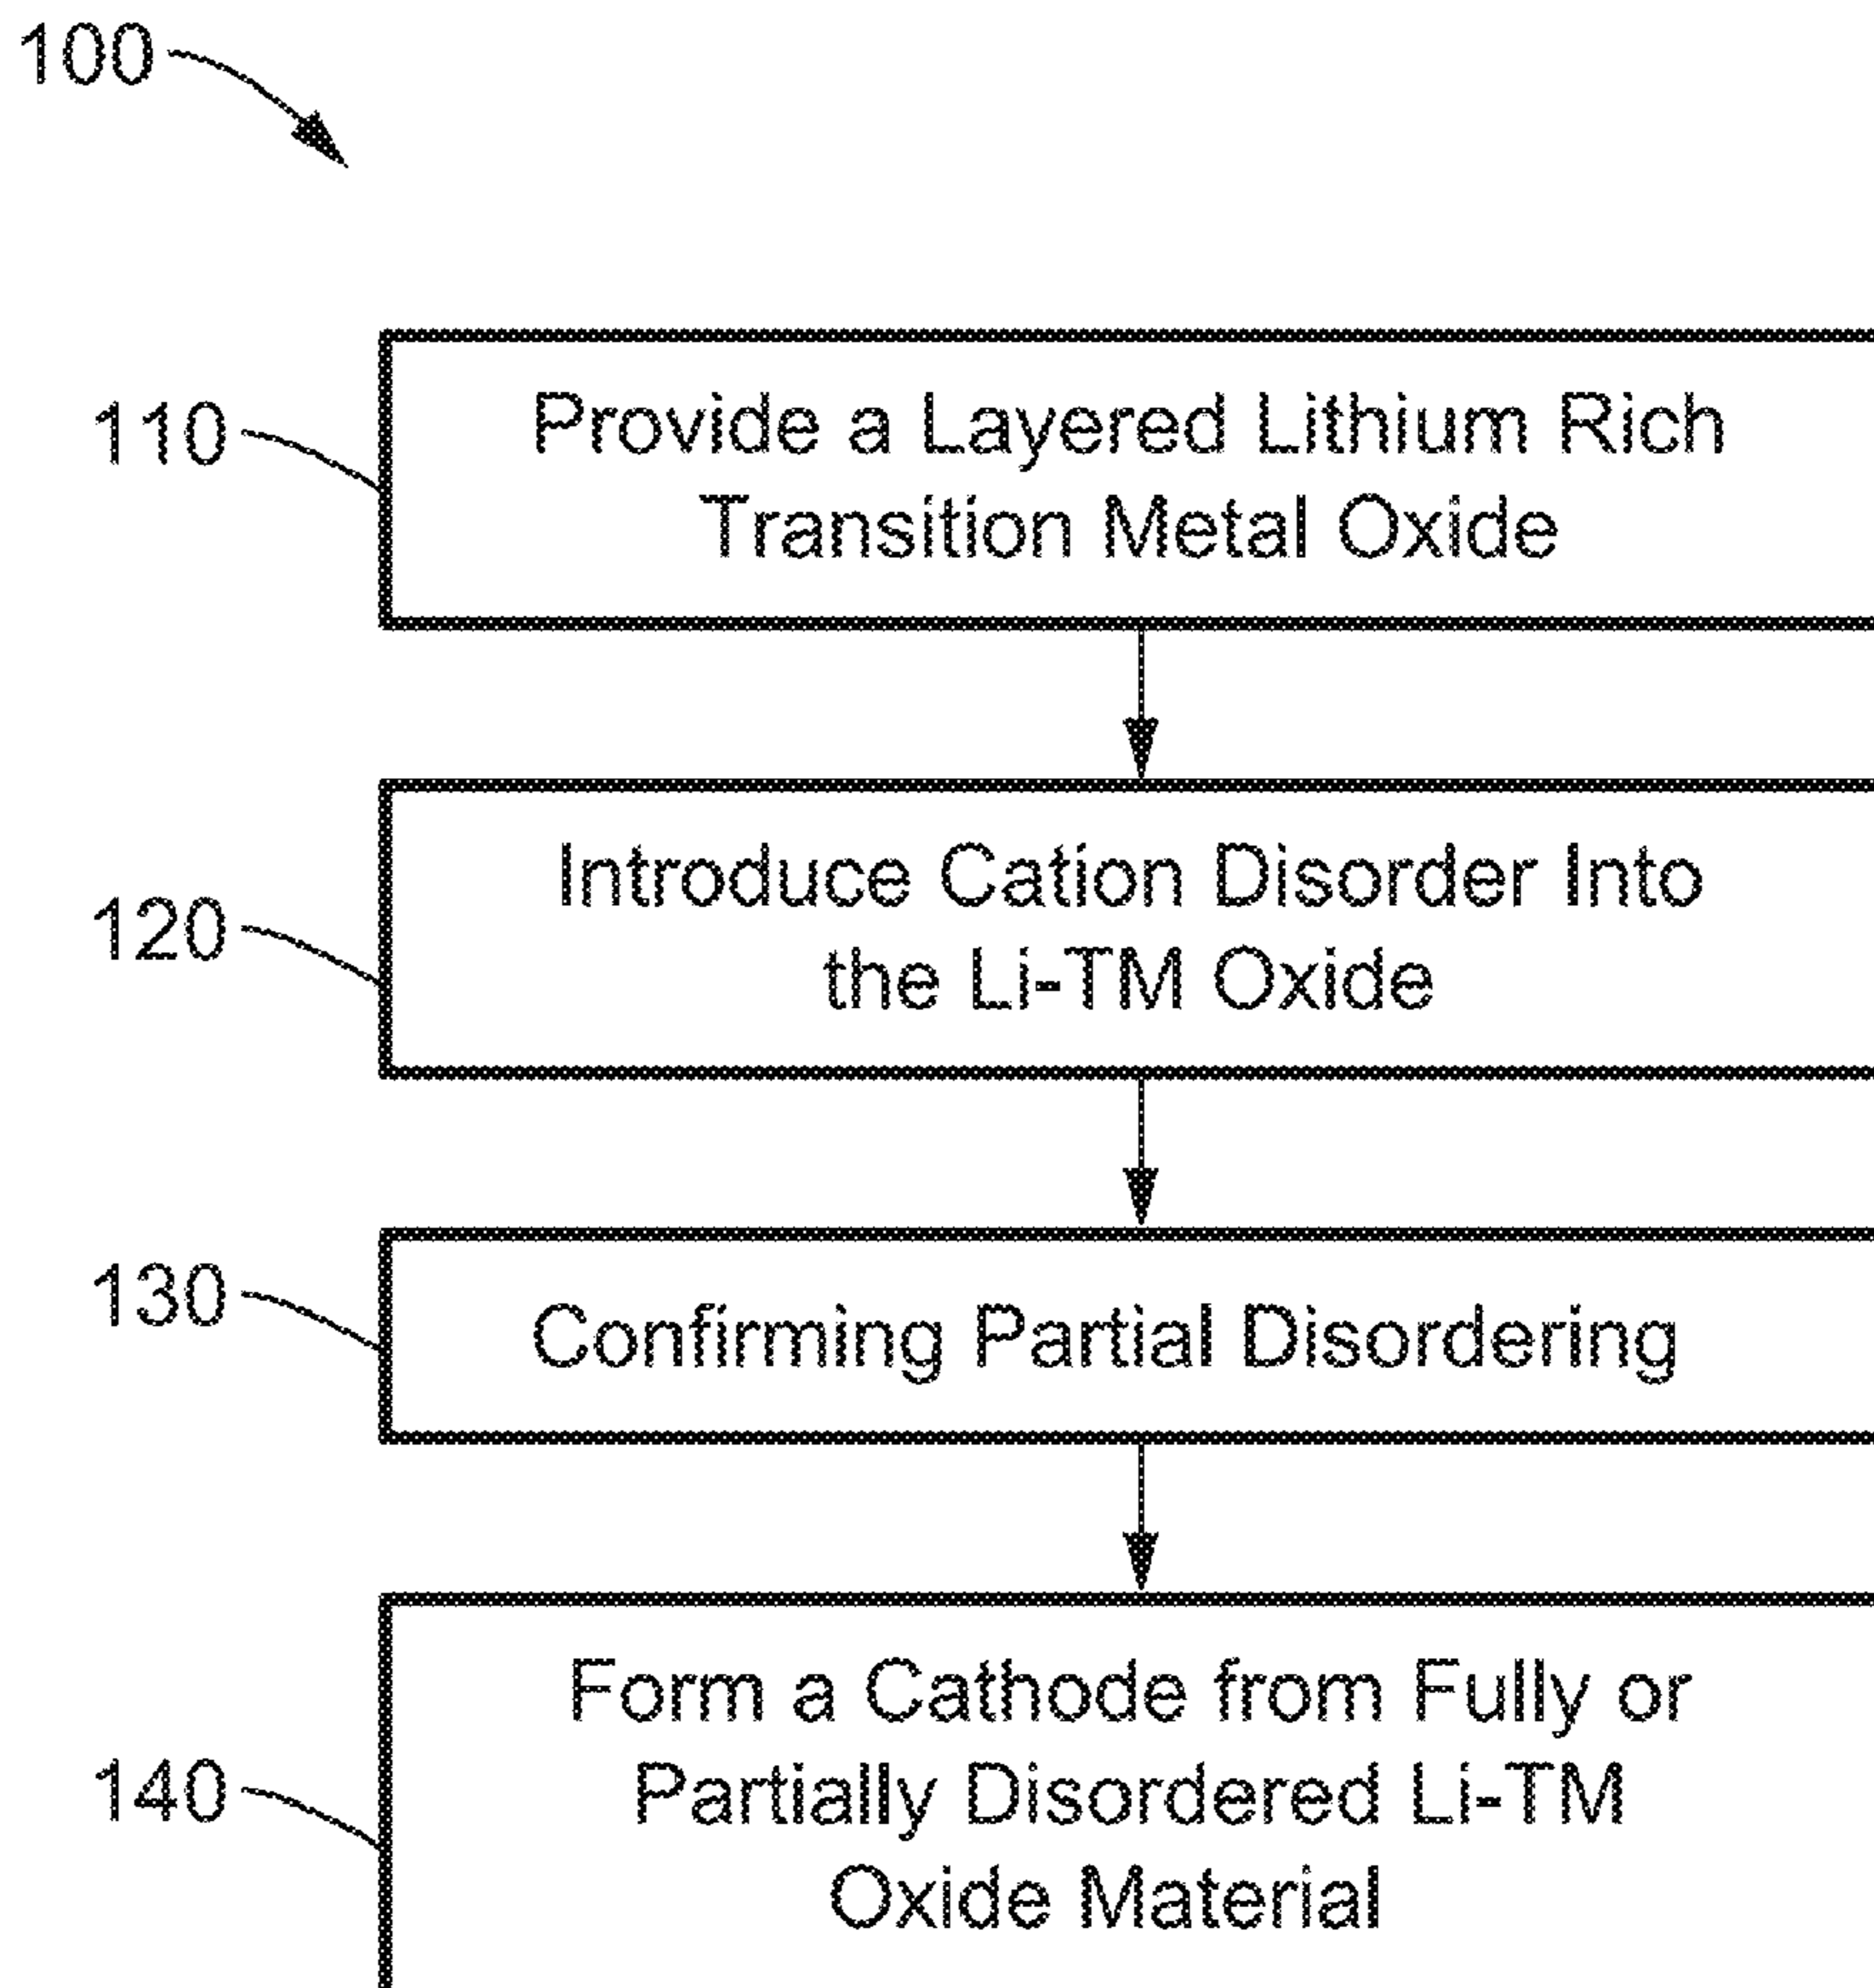 100
110
Provide a Layered Lithium Rich
Transition Metal Oxide
120
Introduce Cation Disorder Into
the Li-TM Oxide
130
Confirming Partial Disordering
140
Form a Cathode from Fully or
Partially Disordered Li-TM
Oxide Material